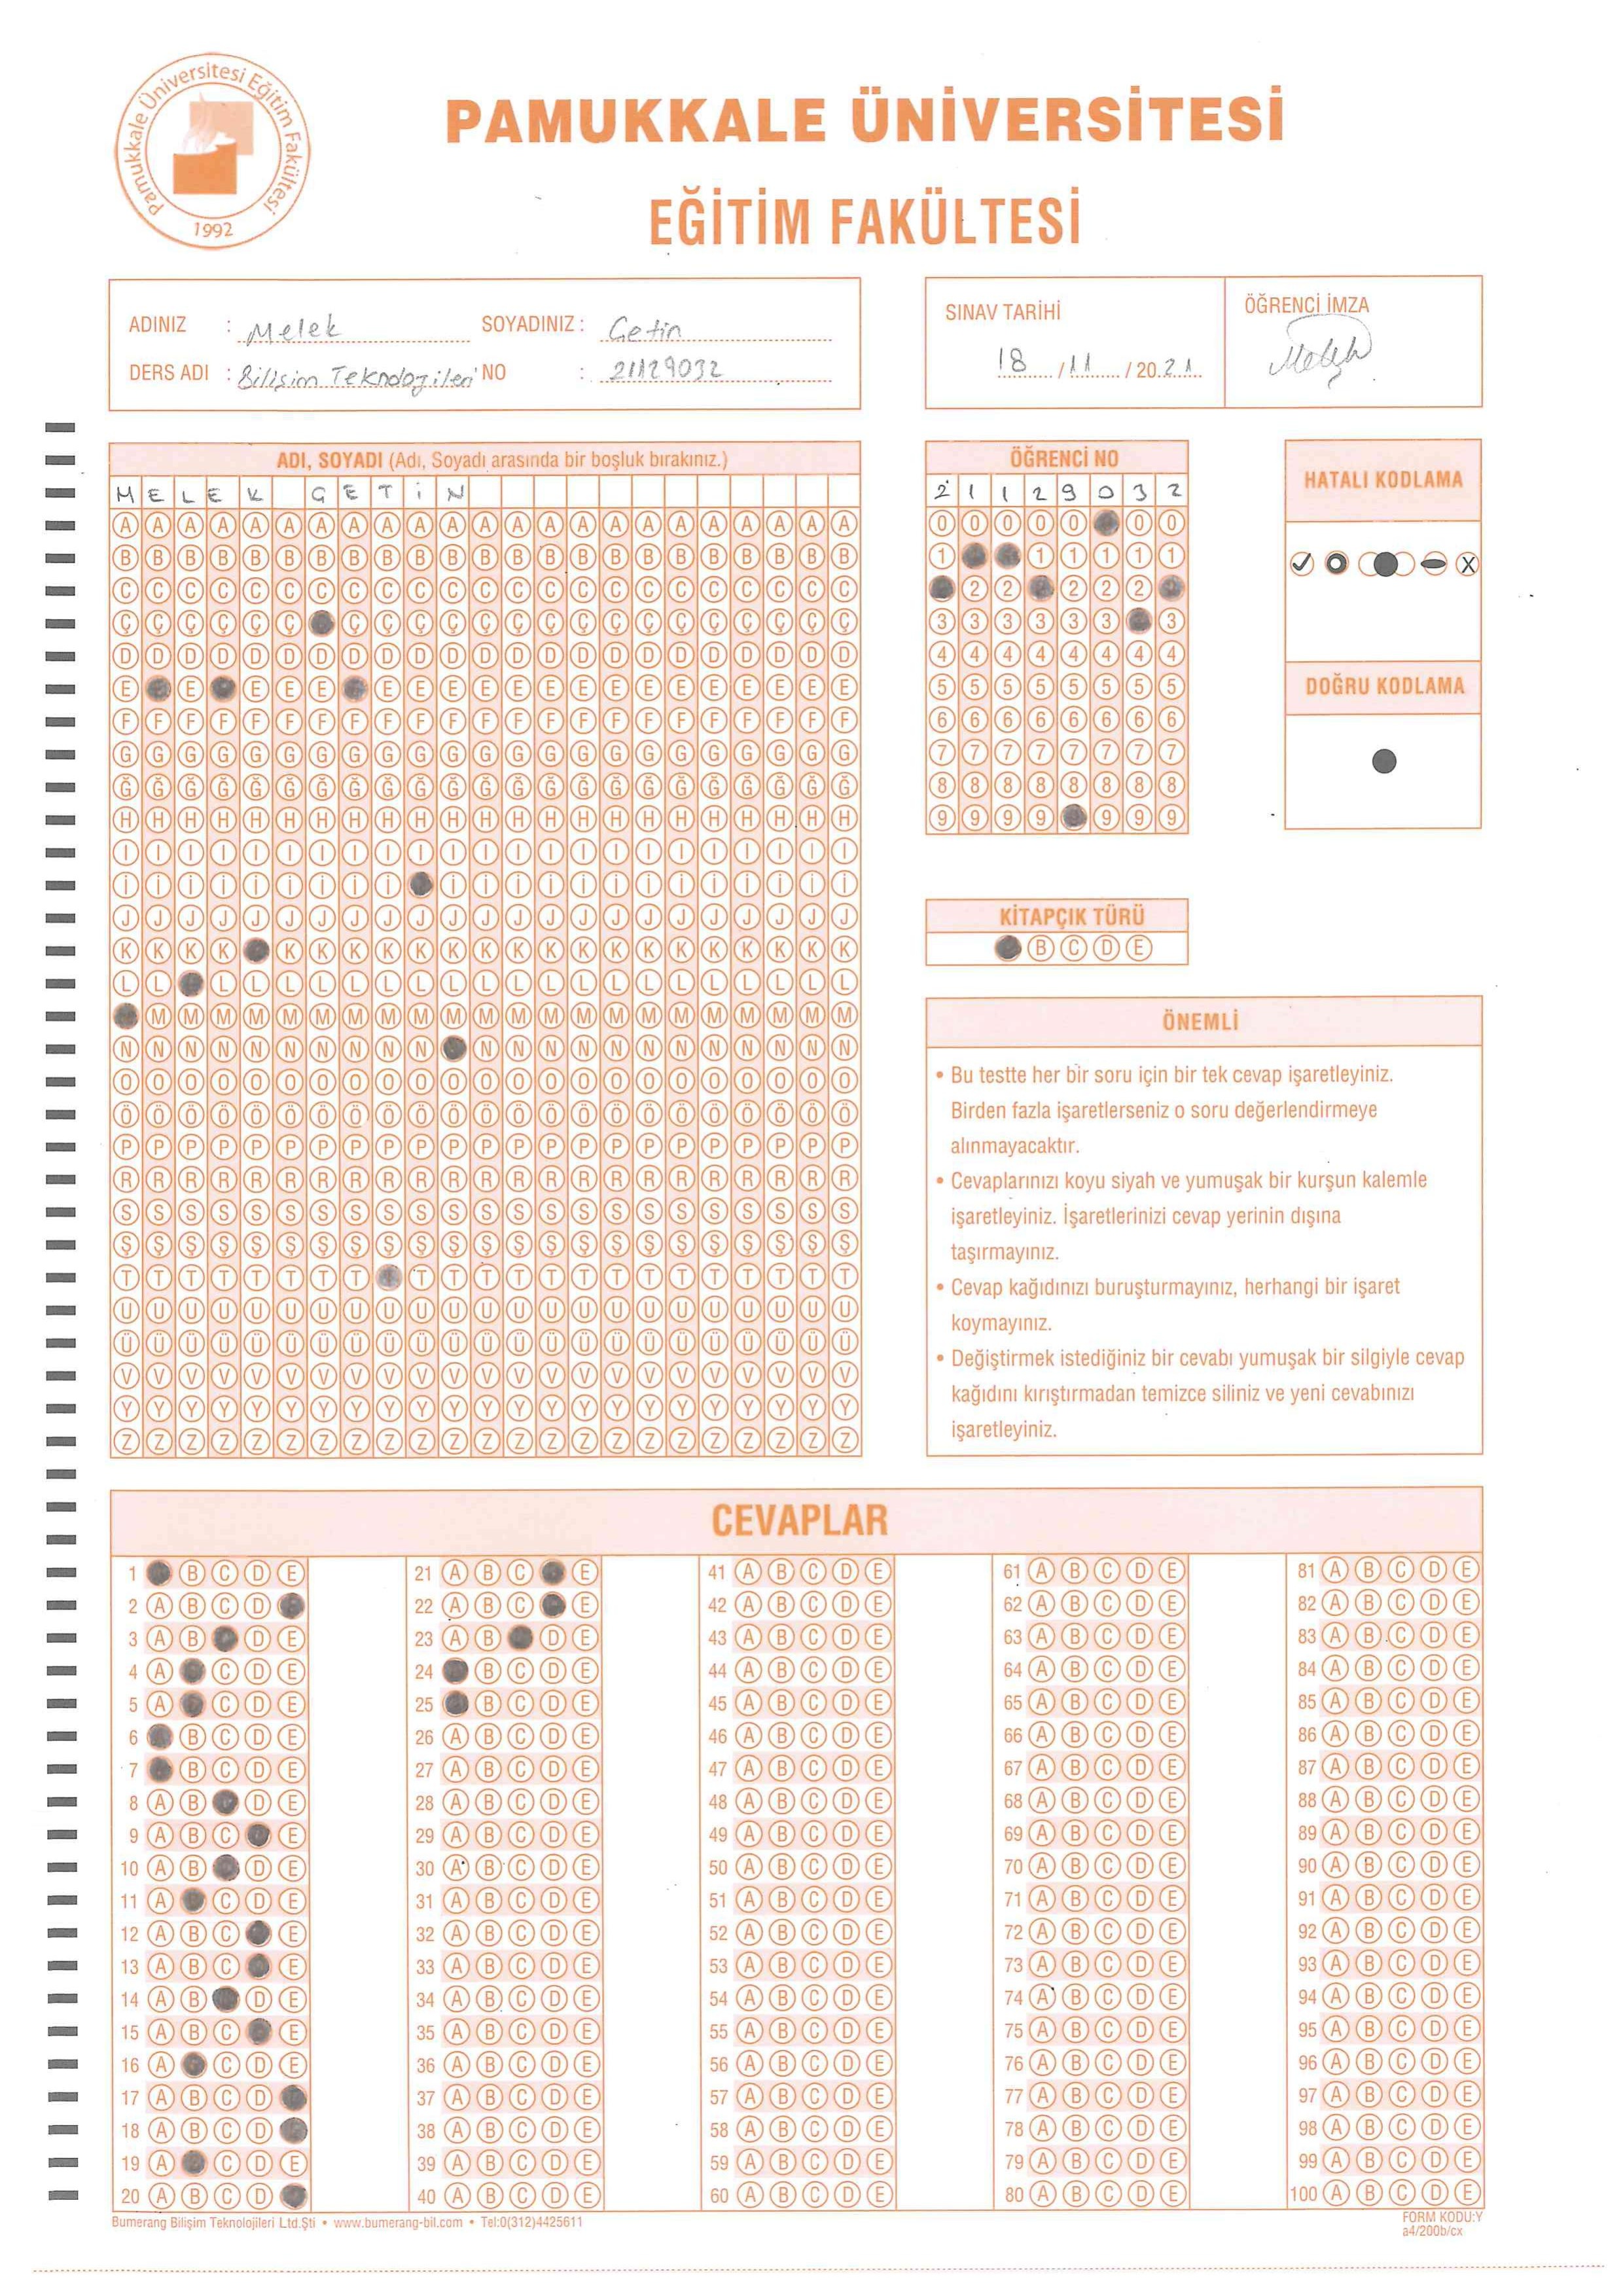 Pamukkale Üniversitesi Eğitim Fakültesi
1992
PAMUKKALE ÜNİVERSİTESİ
EĞİTİM FAKÜLTESİ
ADINIZ : Melek SOYADINIZ : Çetin
DERS ADI : Bilişim Teknolojileri NO : 21129032
SINAV TARİHİ
18 / 11 / 2021
ÖĞRENCİ İMZA
ADI, SOYADI (Adı, Soyadı arasında bir boşluk bırakınız.)
M E L E K Ç E T İ N
ÖĞRENCİ NO
2 1 1 2 9 0 3 2
HATALI KODLAMA
DOĞRU KODLAMA
KİTAPÇIK TÜRÜ
B C D E
ÖNEMLİ
• Bu testte her bir soru için bir tek cevap işaretleyiniz.
Birden fazla işaretlerseniz o soru değerlendirmeye
alınmayacaktır.
• Cevaplarınızı koyu siyah ve yumuşak bir kurşun kalemle
işaretleyiniz. İşaretlerinizi cevap yerinin dışına
taşırmayınız.
• Cevap kağıdınızı buruşturmayınız, herhangi bir işaret
koymayınız.
• Değiştirmek istediğiniz bir cevabı yumuşak bir silgiyle cevap
kağıdını kırıştırmadan temizce siliniz ve yeni cevabınızı
işaretleyiniz.
CEVAPLAR
Bumerang Bilişim Teknolojileri Ltd.Şti • www.bumerang-bil.com • Tel:0(312)4425611
FORM KODU:Y
a4/200b/cx